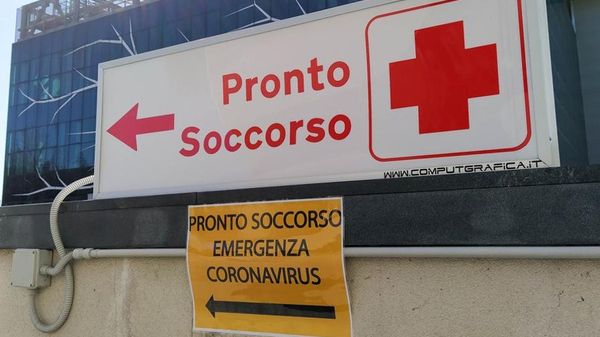 Pronto
Soccorso
WWW.COMPUTGRAFICA.IT
PRONTO SOCCORSO
EMERGENZA
CORONAVIRUS